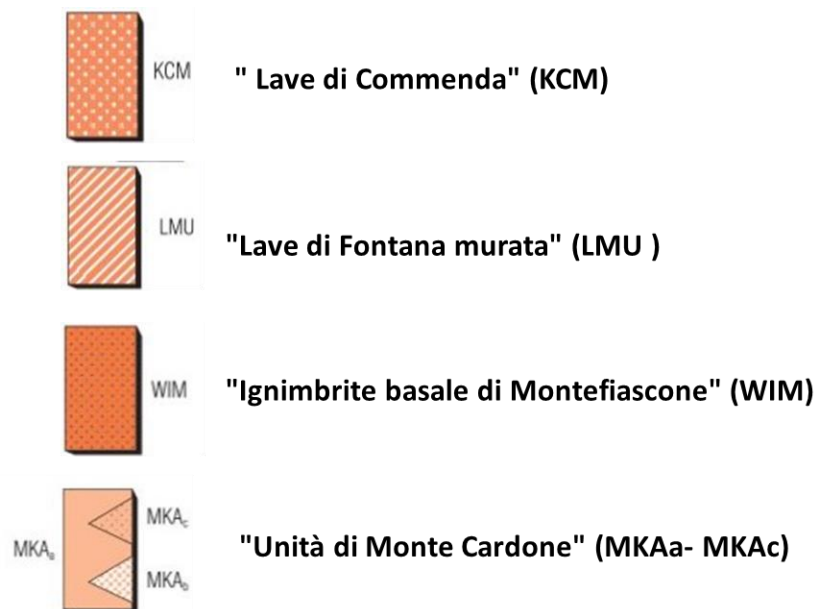 KCM " Lave di Commenda" (KCM)
LMU "Lave di Fontana murata" (LMU )
WIM "Ignimbrite basale di Montefiascone" (WIM)
MKAc
MKAa "Unità di Monte Cardone" (MKAa- MKAc)
MKAb